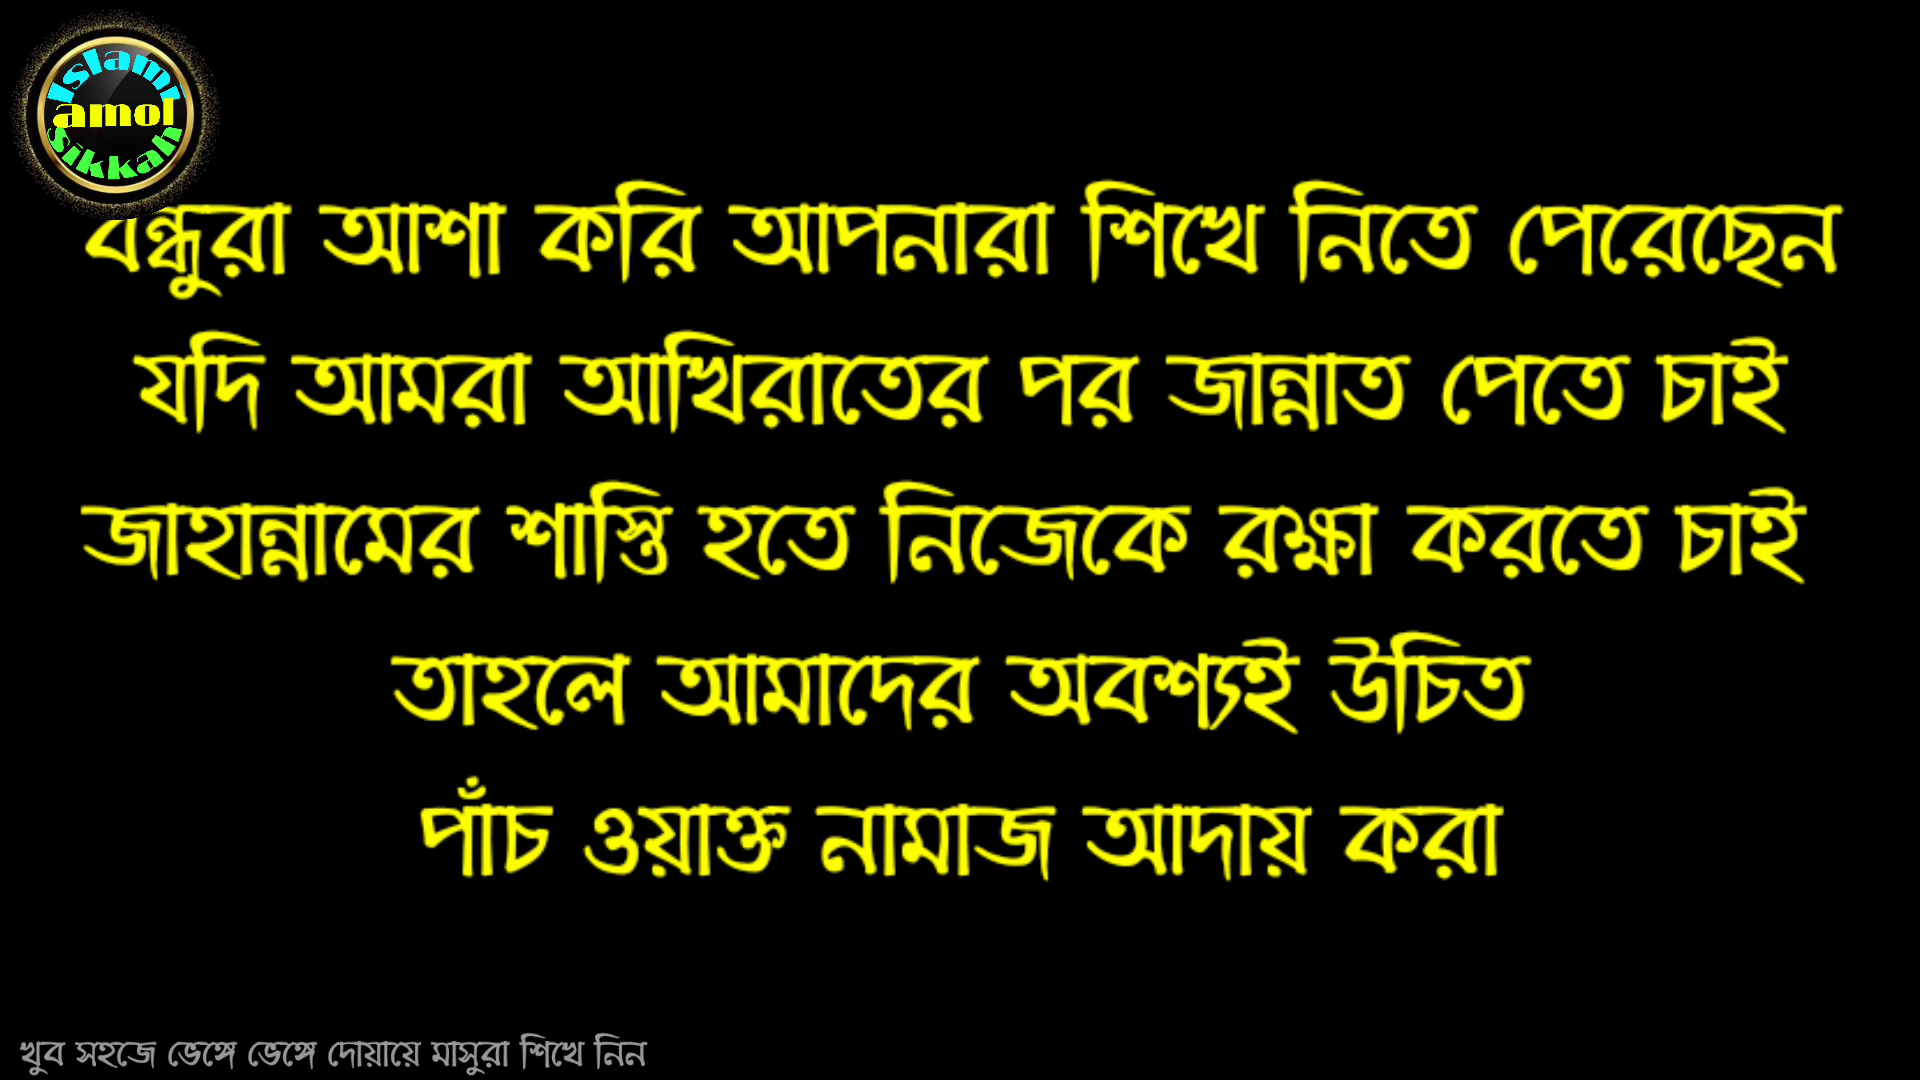 Islami
amol
sikkah
বন্ধুরা আশা করি আপনারা শিখে নিতে পেরেছেন
যদি আমরা আখিরাতের পর জান্নাত পেতে চাই
জাহান্নামের শাস্তি হতে নিজেকে রক্ষা করতে চাই
তাহলে আমাদের অবশ্যই উচিত
পাঁচ ওয়াক্ত নামাজ আদায় করা
খুব সহজে ভেঙ্গে ভেঙ্গে দোয়ায়ে মাসুরা শিখে নিন